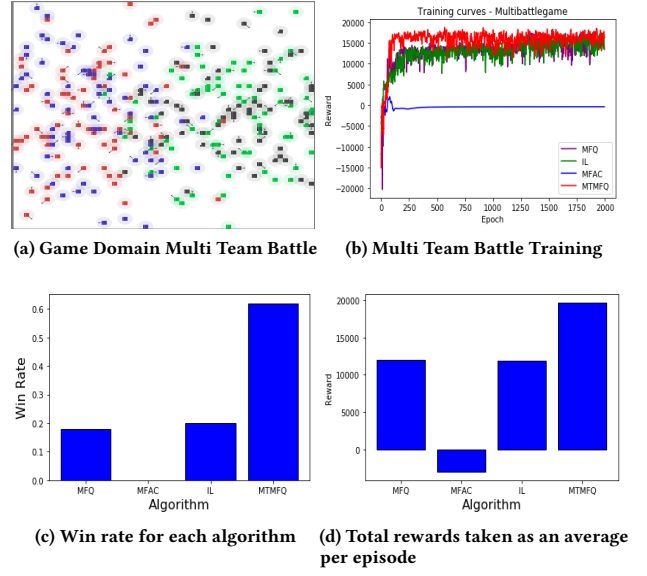 Training curves - Multibattlegame
20000
15000
10000
5000
0
−5000
−10000
−15000
−20000
Reward
MFQ
IL
MFAC
MTMFQ
0 250 500 750 1000 1250 1500 1750 2000
Epoch
(a) Game Domain Multi Team Battle
(b) Multi Team Battle Training
0.6
0.5
0.4
0.3
0.2
0.1
0.0
Win Rate
MFQ MFAC IL MTMFQ
Algorithm
20000
15000
10000
5000
0
Reward
MFQ MFAC IL MTMFQ
Algorithm
(c) Win rate for each algorithm
(d) Total rewards taken as an average
per episode